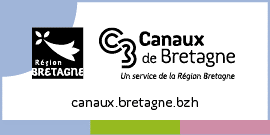 Région
BRETAGNE
Canaux
de Bretagne
Un service de la Région Bretagne
canaux.bretagne.bzh